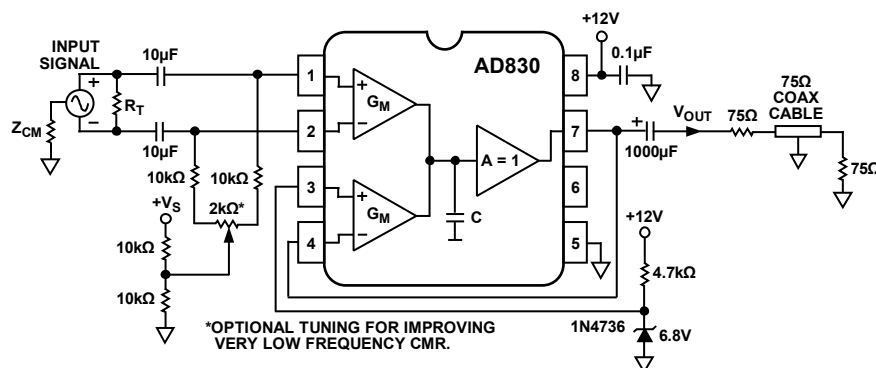 INPUT
SIGNAL
+
–
Z_CM
R_T
10μF
10μF
10kΩ
10kΩ
2kΩ*
+V_S
10kΩ
10kΩ
1
2
3
4
AD830
+
–
G_M
+
–
G_M
A = 1
C
8
7
6
5
+12V
0.1μF
+
1000μF
V_OUT
75Ω
75Ω
COAX
CABLE
75Ω
+12V
4.7kΩ
1N4736
6.8V
*OPTIONAL TUNING FOR IMPROVING
VERY LOW FREQUENCY CMR.